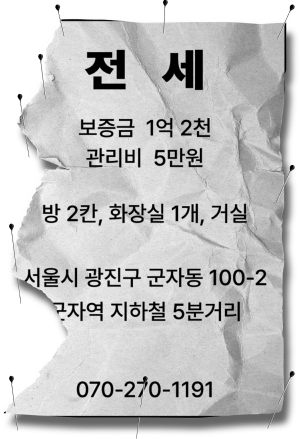 전 세
보증금 1억 2천
관리비 5만원
방 2칸, 화장실 1개, 거실
서울시 광진구 군자동 100-2
군자역 지하철 5분거리
070-270-1191